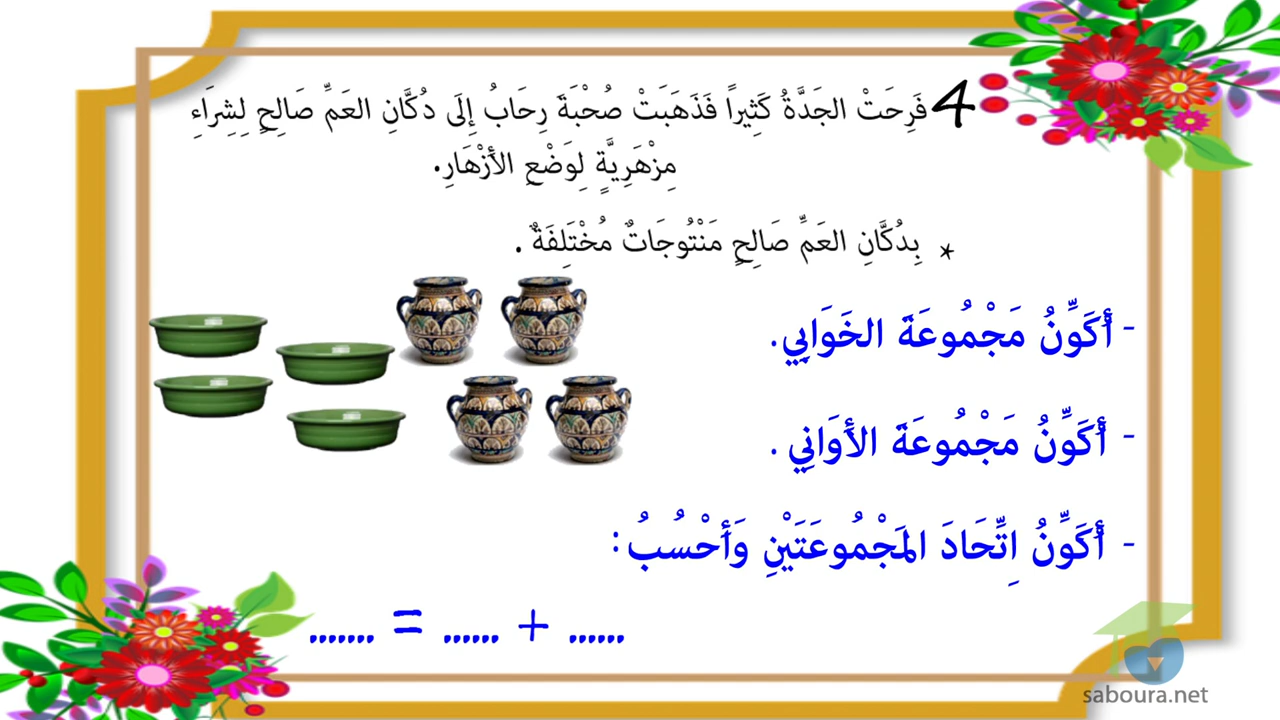 4 فَرِحَتْ الجَدَّةُ كَثِيراً فَذَهَبَتْ صُحْبَةَ رِحَابُ إِلَى دُكَّانِ العَمِّ صَالِحِ لِشِرَاءِ
مِزْهَرِيَّةٍ لِوَضْعِ الأَزْهَارِ.
* بِدُكَّانِ العَمِّ صَالِحٍ مَنْتُوجَاتٌ مُخْتَلِفَةٌ .
- أُكَوِّنُ مَجْمُوعَةَ الخَوَابِي.
- أُكَوِّنُ مَجْمُوعَةَ الأَوَانِي .
- أُكَوِّنُ اِتِّحَادَ المَجْمُوعَتَيْنِ وَأَحْسُبُ :
...... + ...... = .......
saboura.net